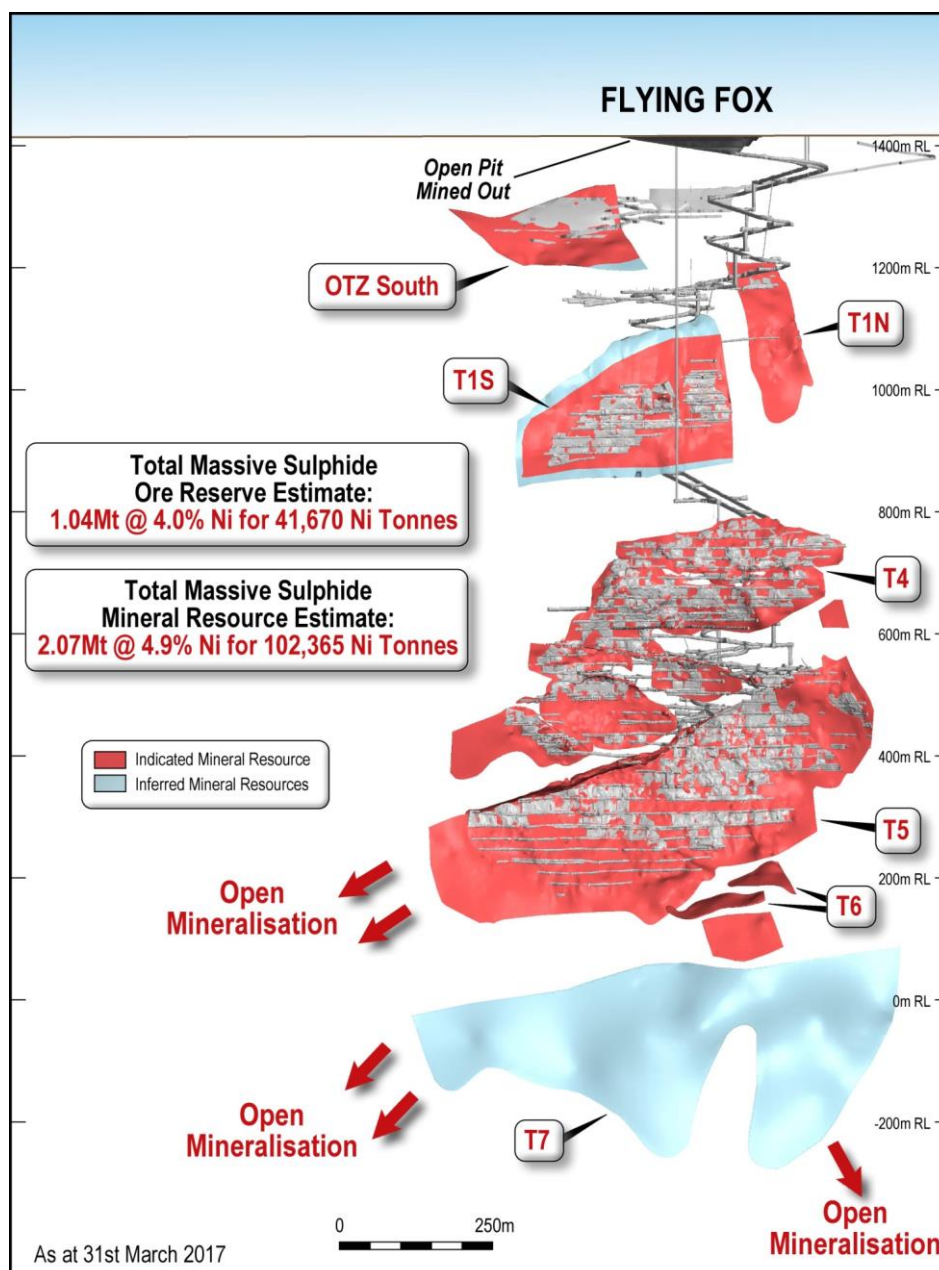 FLYING FOX
1400m RL
Open Pit
Mined Out
1200m RL
OTZ South
T1N
T1S
1000m RL
Total Massive Sulphide
Ore Reserve Estimate:
1.04Mt @ 4.0% Ni for 41,670 Ni Tonnes
800m RL
T4
Total Massive Sulphide
Mineral Resource Estimate:
2.07Mt @ 4.9% Ni for 102,365 Ni Tonnes
600m RL
Indicated Mineral Resource
Inferred Mineral Resources
400m RL
T5
200m RL
Open
Mineralisation
T6
0m RL
Open
Mineralisation
T7
-200m RL
Open
Mineralisation
0 250m
As at 31st March 2017